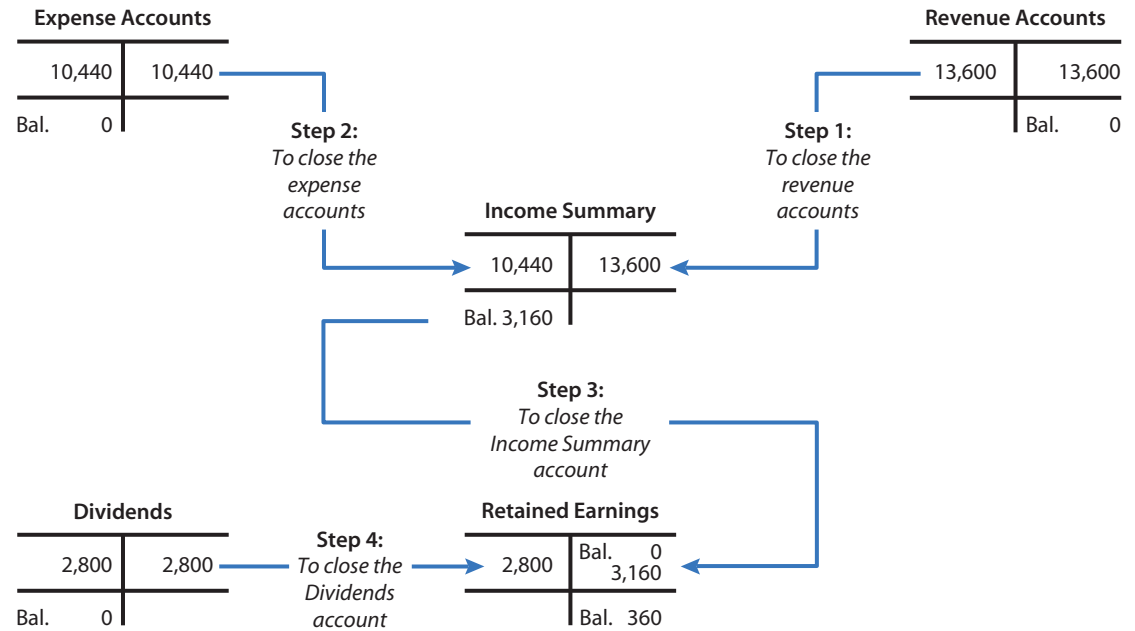 Expense Accounts
10,440 10,440
Bal. 0
Revenue Accounts
13,600 13,600
Bal. 0
Step 2:
To close the
expense
accounts
Step 1:
To close the
revenue
accounts
Income Summary
10,440 13,600
Bal. 3,160
Step 3:
To close the
Income Summary
account
Dividends
2,800 2,800
Bal. 0
Step 4:
To close the
Dividends
account
Retained Earnings
2,800 Bal. 0
3,160
Bal. 360